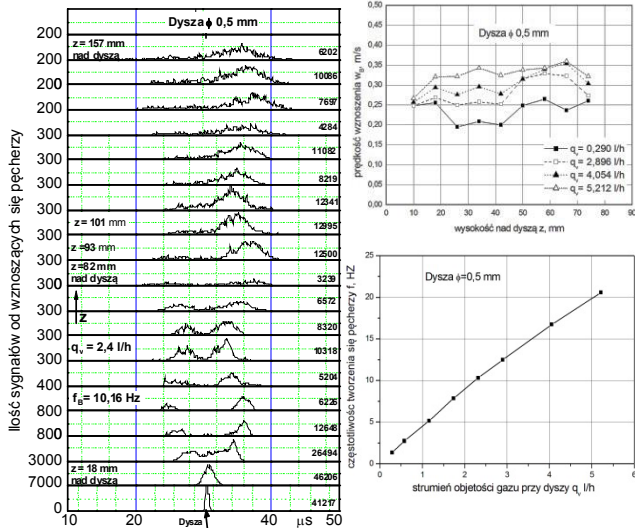 Dysza ϕ 0,5 mm
Ilość sygnałów od wznoszących się pęcherzy
200
z = 157 mm
nad dyszą
200
6202
200
10086
200
7697
300
4284
300
11082
300
8219
300
12341
z = 101 mm
300
12995
z =93 mm
300
12500
z=82 mm
nad dyszą
300
3239
z
300
6572
300
8320
qv = 2,4 l/h
300
10318
400
5204
fB = 10,16 Hz
800
6226
800
12648
3000
26494
z = 18 mm
nad dyszą
7000
46206
0
41217
10 20 Dysza 30 40 μS 50
0,50
0,45
0,40
0,35
0,30
0,25
0,20
0,15
0,10
0,05
0,00
Dysza ϕ 0,5 mm
prędkość wznoszenia w m/s
qv= 0,290 l/h
qv= 2,896 l/h
qv= 4,054 l/h
qv= 5,212 l/h
0 10 20 30 40 50 60 70 80 90
wysokość nad dyszą z, mm
25
20
15
10
5
0
Dysza ϕ=0,5 mm
częstotliwość tworzenia się pęcherzy f, HZ
0 1 2 3 4 5 6
strumień objetości gazu przy dyszy qv l/h